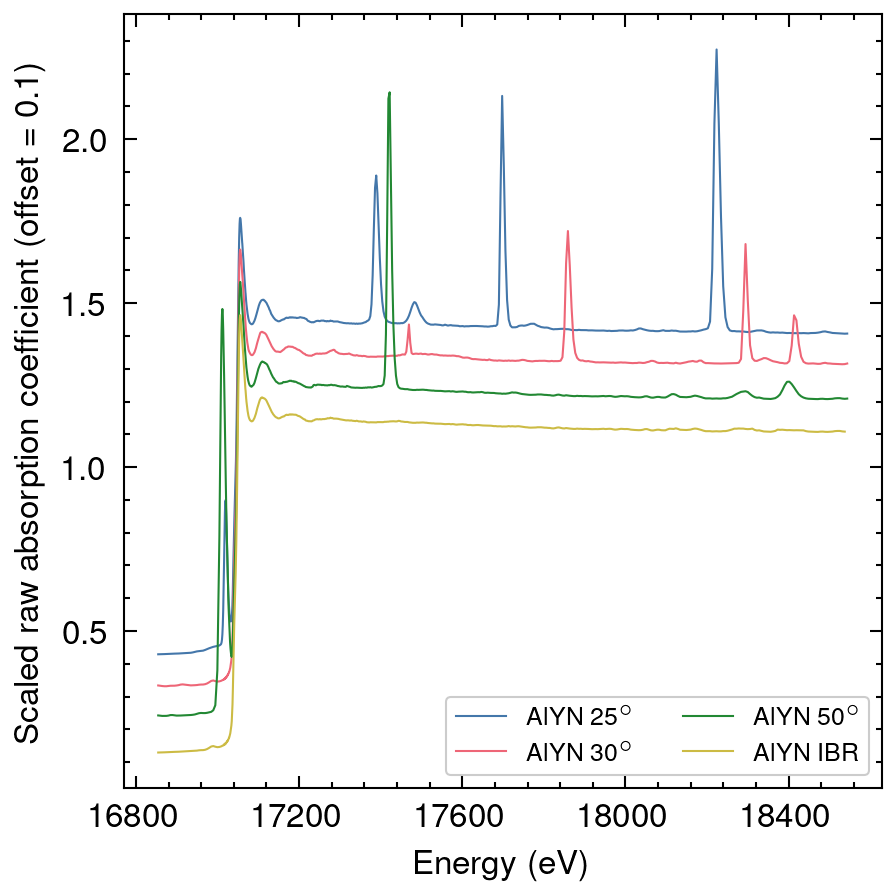 Scaled raw absorption coefficient (offset = 0.1)
2.0
1.5
1.0
0.5
16800 17200 17600 18000 18400
Energy (eV)
AlYN 25° AlYN 50°
AlYN 30° AlYN IBR